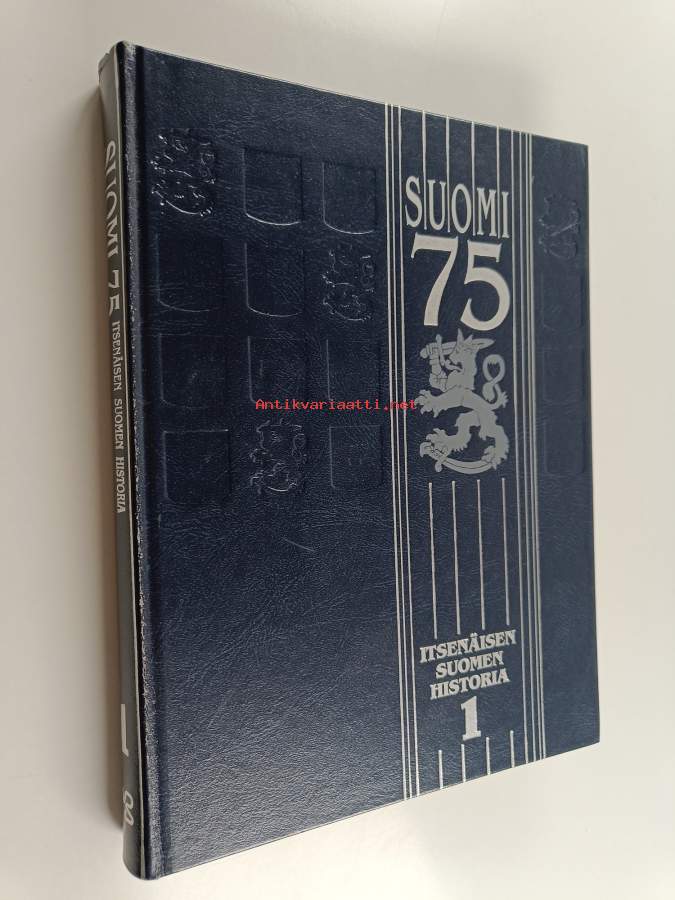 SUOMI 75 ITSENÄISEN SUOMEN HISTORIA
1
SUOMI
75
ITSENÄISEN
SUOMEN
HISTORIA
1
Antikvariaatti.net